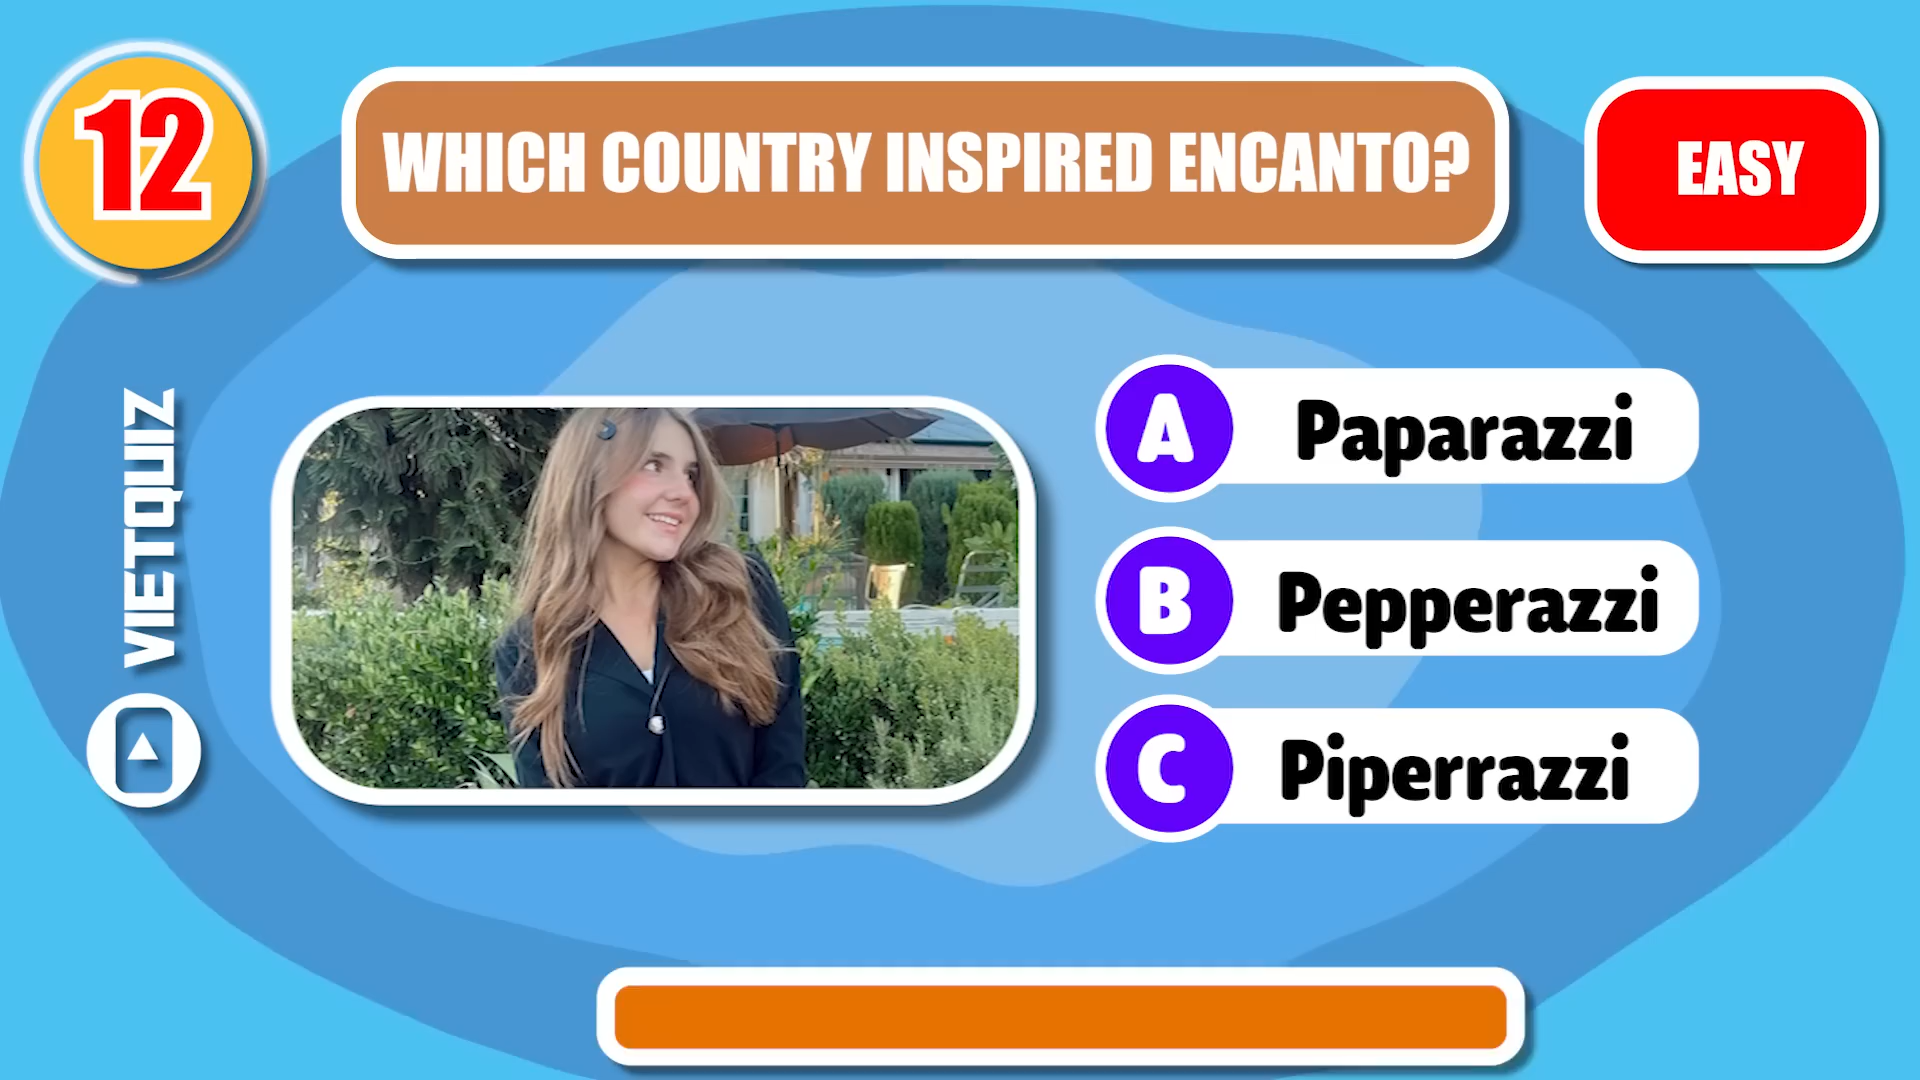 12
WHICH COUNTRY INSPIRED ENCANTO?
EASY
VIETQUIZ
A Paparazzi
B Pepperazzi
C Piperrazzi